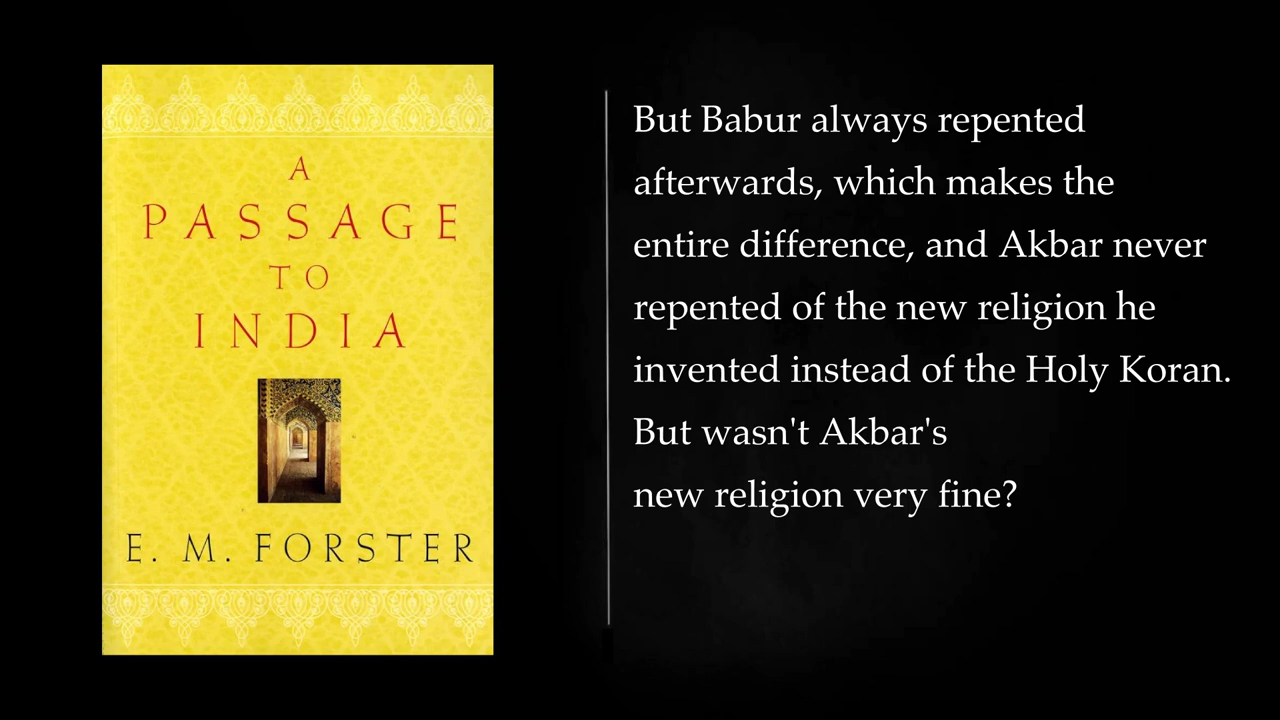 A
PASSAGE
TO
INDIA
E. M. FORSTER
But Babur always repented
afterwards, which makes the
entire difference, and Akbar never
repented of the new religion he
invented instead of the Holy Koran.
But wasn't Akbar's
new religion very fine?